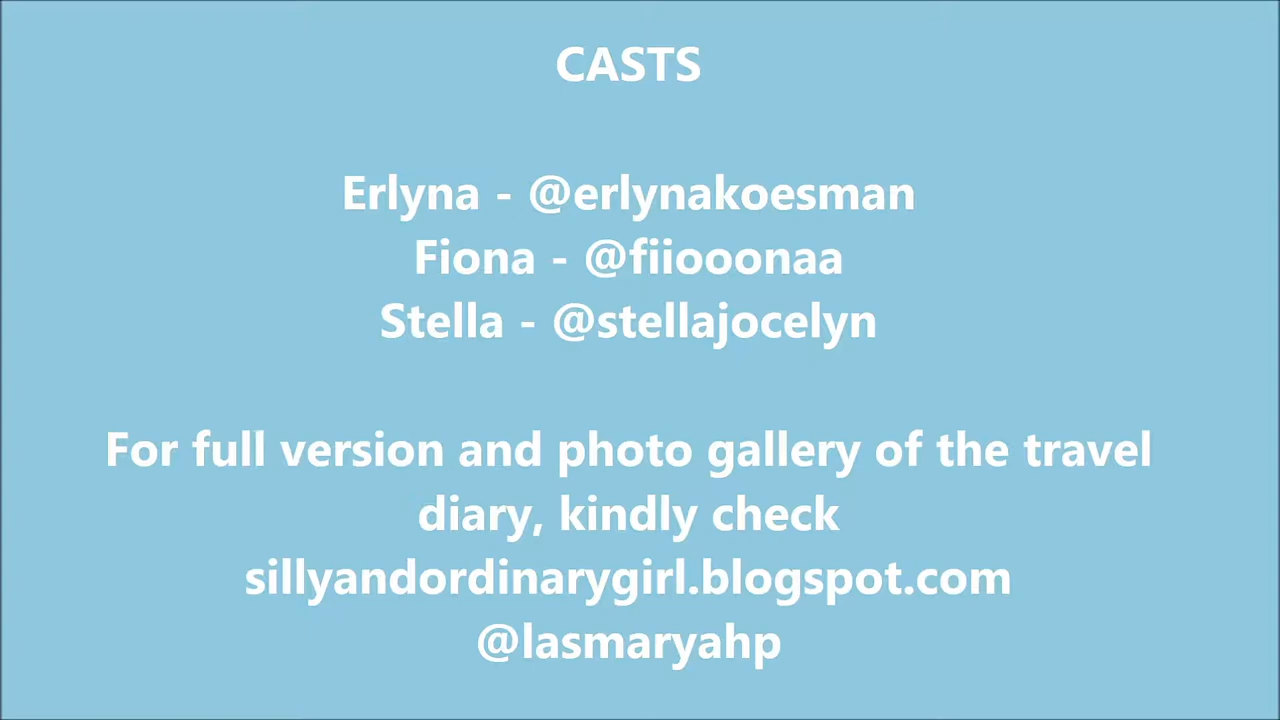 CASTS
Erlyna - @erlynakoesman
Fiona - @fiiooonaa
Stella - @stellajocelyn
For full version and photo gallery of the travel
diary, kindly check
sillyandordinarygirl.blogspot.com
@lasmaryahp